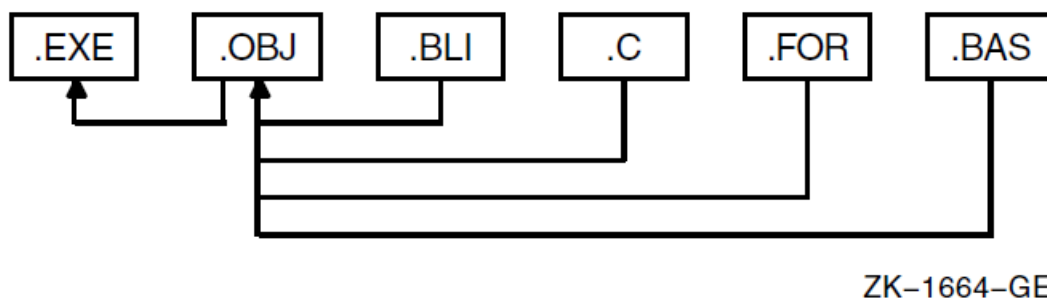 .EXE .OBJ .BLI .C .FOR .BAS
ZK–1664–GE